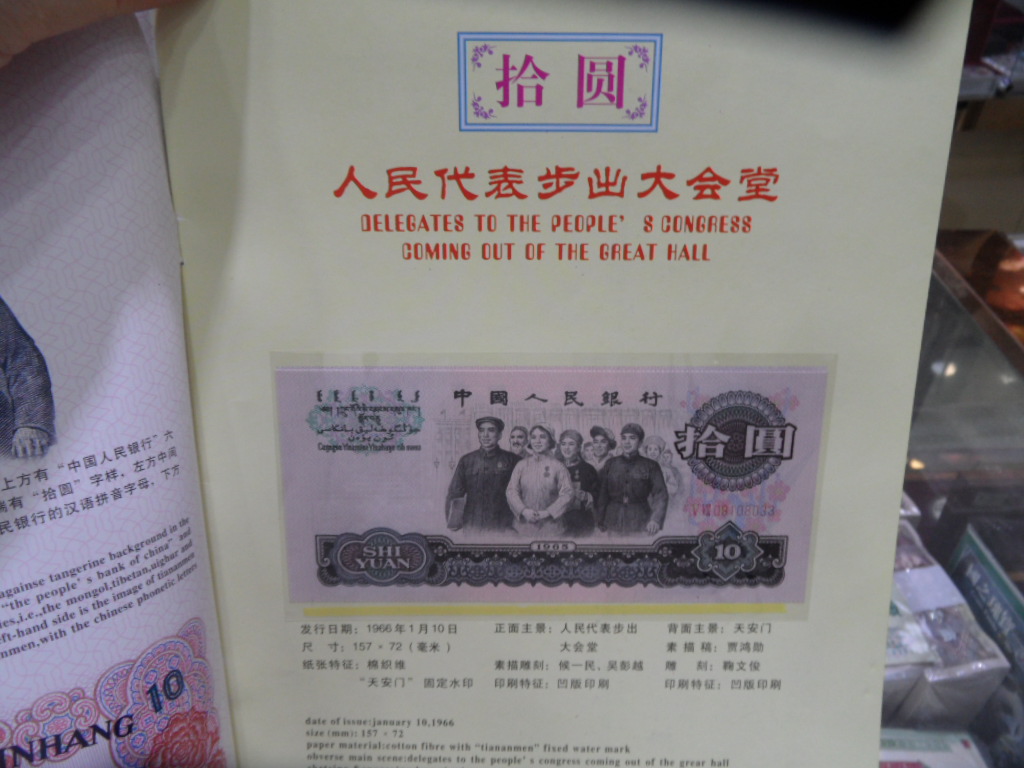 拾圆
人民代表步出大会堂
DELEGATES TO THE PEOPLE' S CONGRESS
COMING OUT OF THE GREAT HALL
中國人民銀行
拾圓
1965
SHI
YUAN
10
发行日期：1966年1月10日
尺 寸：157×72（毫米）
纸张特征：棉织维
“天安门” 固定水印
正面主景：人民代表步出
大会堂
素描雕刻：候一民、吴彭越
印刷特征：凹版印刷
背面主景：天安门
素 描 稿：贾鸿勋
雕 刻：鞠文俊
印刷特征：凹版印刷
date of issue:january 10,1966
size (mm): 157 × 72
paper material:cotton fibre with “tiananmen” fixed water mark
obverse main scene:delegates to the people' s congress coming out of the grear hall
上方有“中国人民银行”六
有“拾圆”字样，左方中间
民银行的汉语拼音字母，下方
againse tangerine background in the
“the people' s bank of china” and
es,i.e.,the mongol,tibetan,uighur and
ft-hand side is the image of tiananmen
nmen,with the chinese phonetic letters
INHANG
10